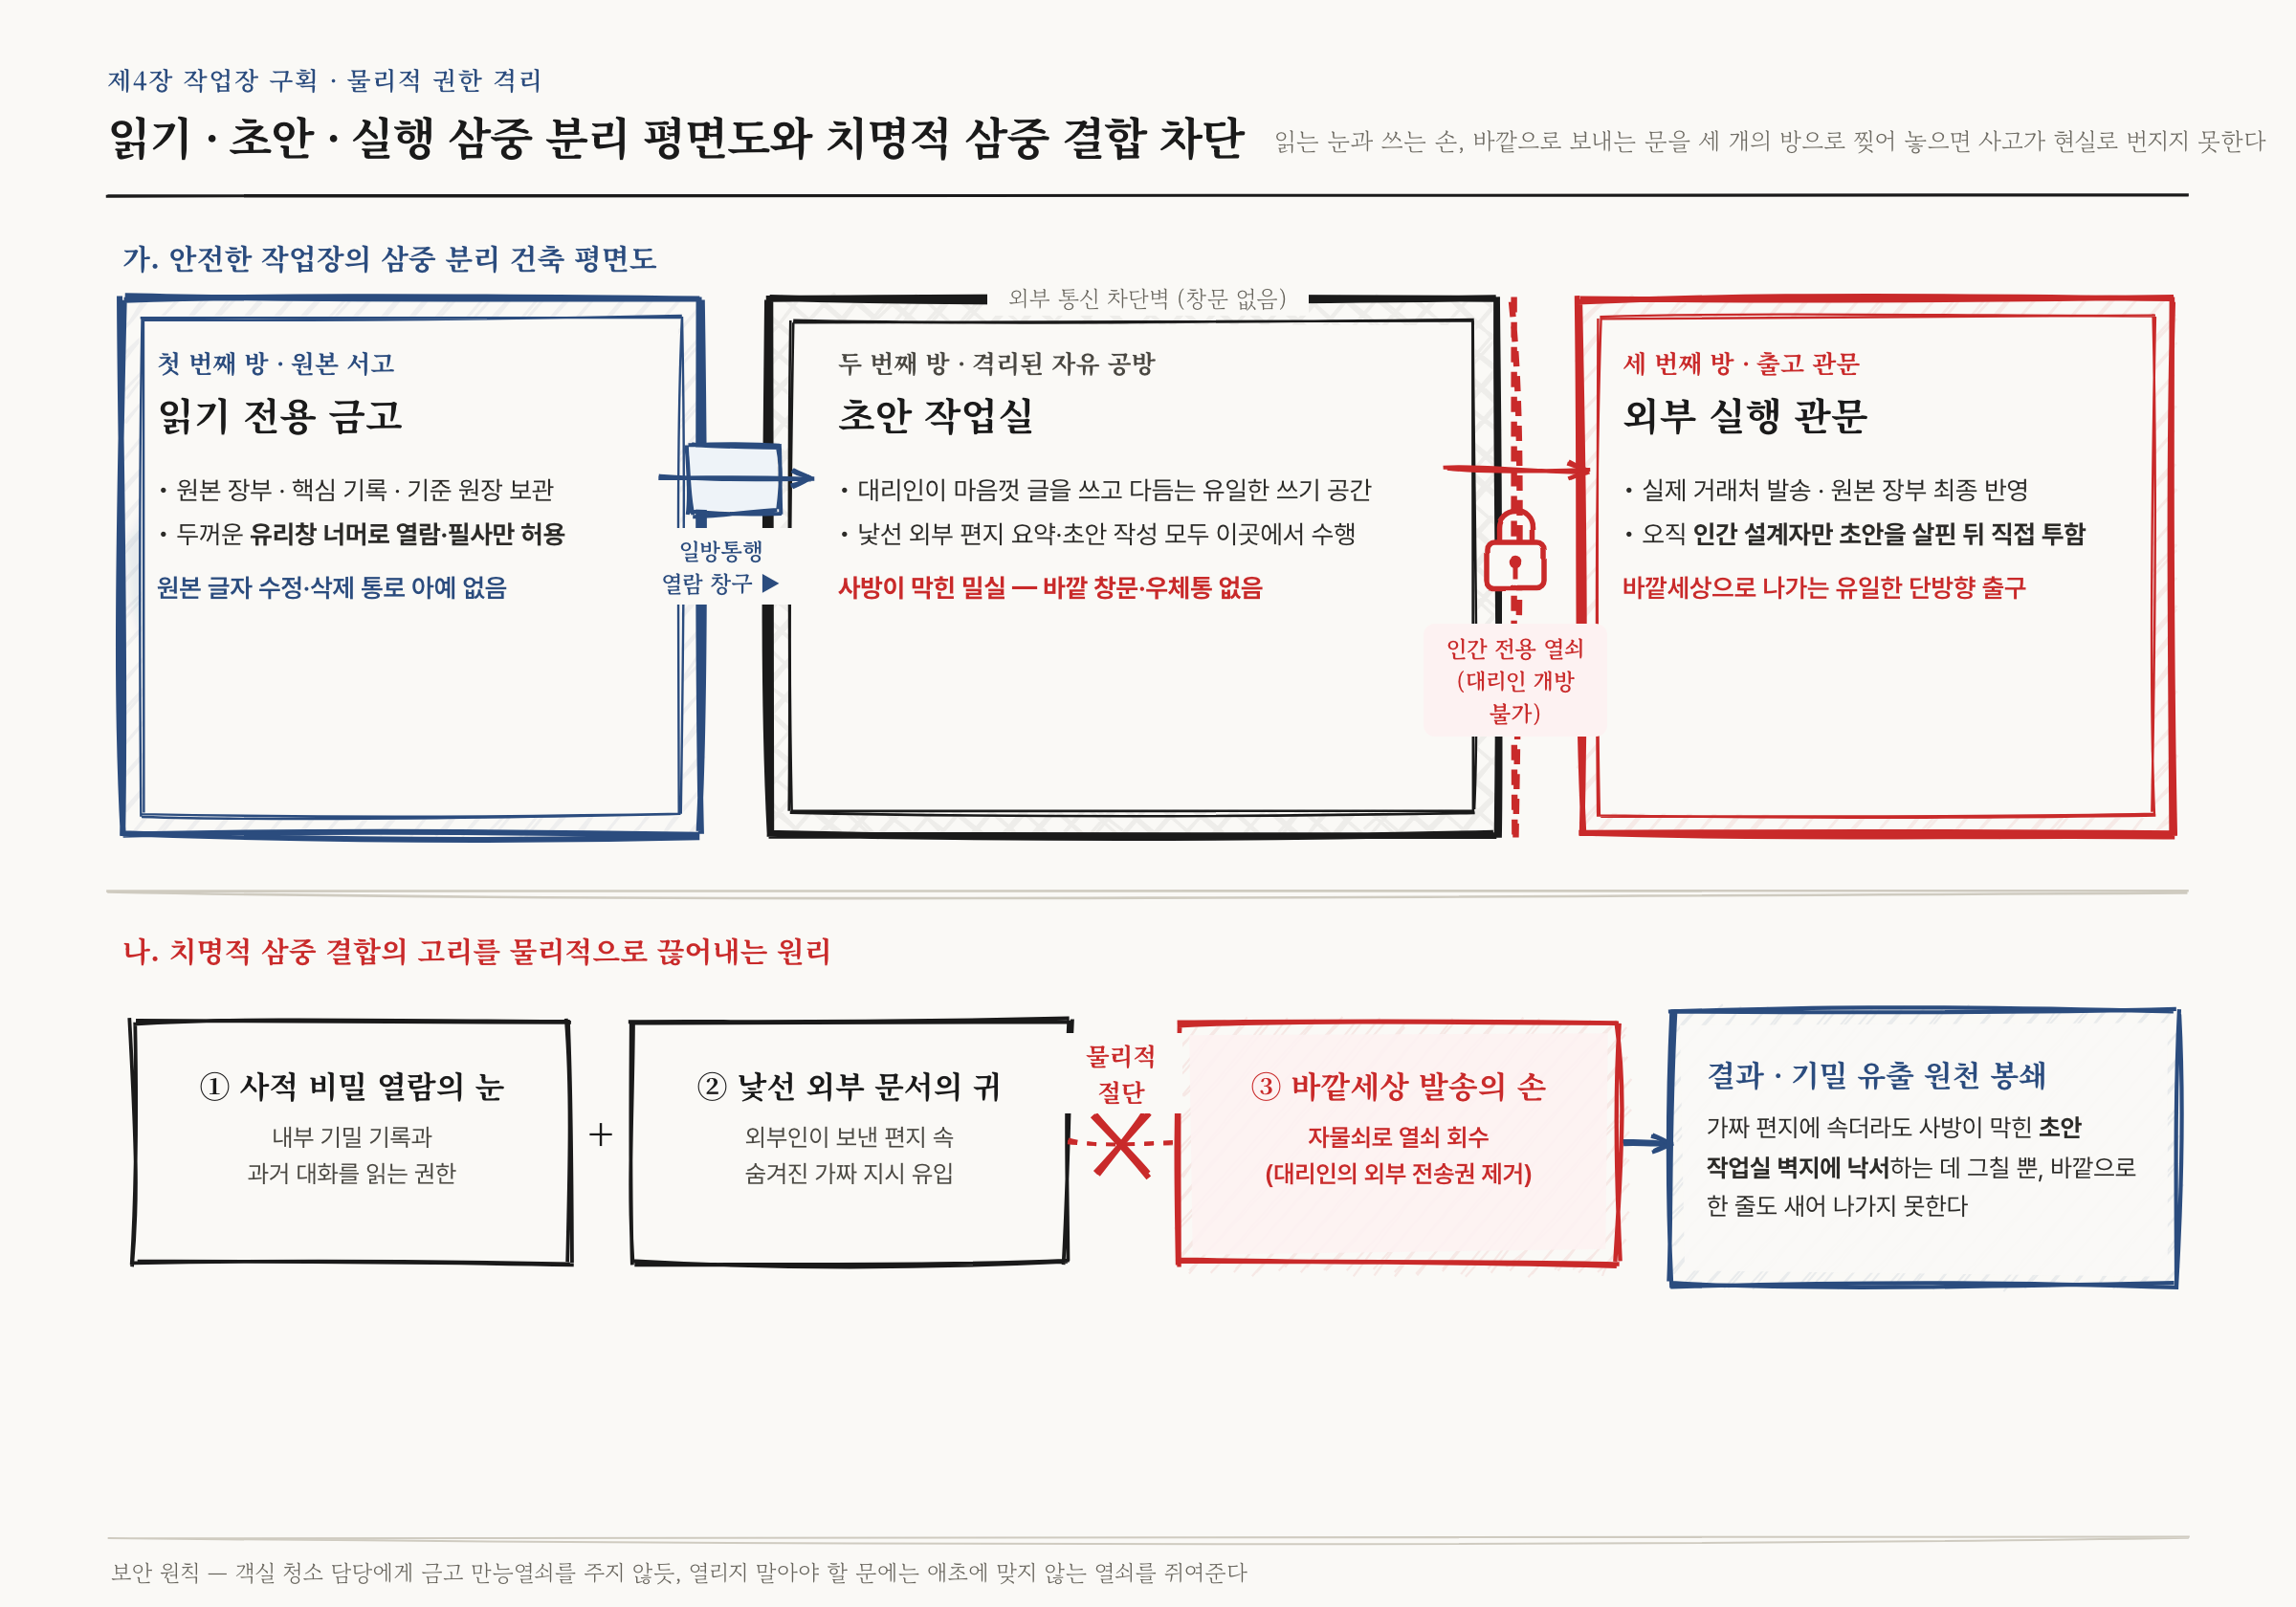 제4장 작업장 구획 · 물리적 권한 격리
읽기 · 초안 · 실행 삼중 분리 평면도와 치명적 삼중 결합 차단
읽는 눈과 쓰는 손, 바깥으로 보내는 문을 세 개의 방으로 찢어 놓으면 사고가 현실로 번지지 못한다
가. 안전한 작업장의 삼중 분리 건축 평면도
첫 번째 방 · 원본 서고
읽기 전용 금고
• 원본 장부 · 핵심 기록 · 기준 원장 보관
• 두꺼운 유리창 너머로 열람·필사만 허용
원본 글자 수정·삭제 통로 아예 없음
일방통행
열람 창구 ▶
외부 통신 차단벽 (창문 없음)
두 번째 방 · 격리된 자유 공방
초안 작업실
• 대리인이 마음껏 글을 쓰고 다듬는 유일한 쓰기 공간
• 낯선 외부 편지 요약·초안 작성 모두 이곳에서 수행
사방이 막힌 밀실 — 바깥 창문·우체통 없음
인간 전용 열쇠
(대리인 개방
불가)
세 번째 방 · 출고 관문
외부 실행 관문
• 실제 거래처 발송 · 원본 장부 최종 반영
• 오직 인간 설계자만 초안을 살핀 뒤 직접 투함
바깥세상으로 나가는 유일한 단방향 출구
나. 치명적 삼중 결합의 고리를 물리적으로 끊어내는 원리
① 사적 비밀 열람의 눈
내부 기밀 기록과
과거 대화를 읽는 권한
+
② 낯선 외부 문서의 귀
외부인이 보낸 편지 속
숨겨진 가짜 지시 유입
물리적
절단
③ 바깥세상 발송의 손
자물쇠로 열쇠 회수
(대리인의 외부 전송권 제거)
결과 · 기밀 유출 원천 봉쇄
가짜 편지에 속더라도 사방이 막힌 초안
작업실 벽지에 낙서하는 데 그칠 뿐, 바깥으로
한 줄도 새어 나가지 못한다
보안 원칙 — 객실 청소 담당에게 금고 만능열쇠를 주지 않듯, 열리지 말아야 할 문에는 애초에 맞지 않는 열쇠를 쥐여준다